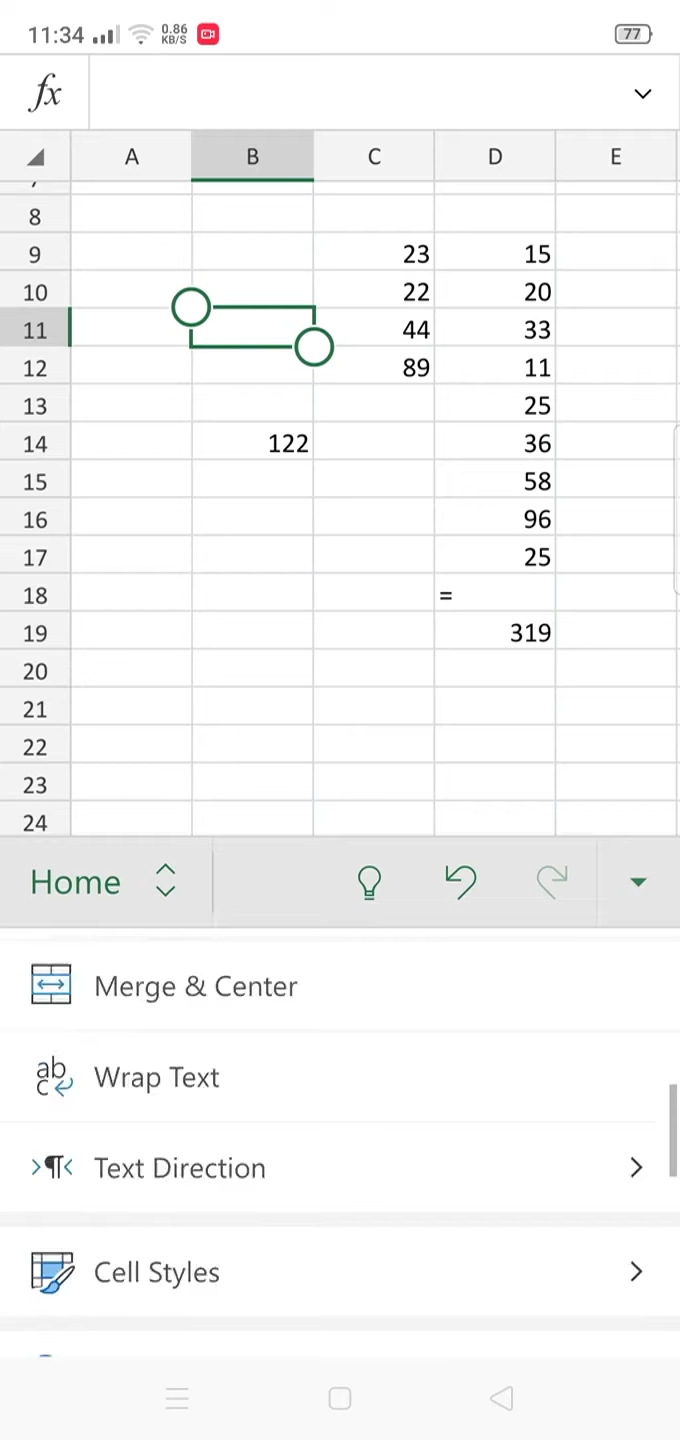 11:34 0.86 KB/S 77
fx
A B C D E
8
9 23 15
10 22 20
11 44 33
12 89 11
13 25
14 122 36
15 58
16 96
17 25
18 =
19 319
20
21
22
23
24
Home
Merge & Center
abc Wrap Text
>¶< Text Direction
Cell Styles